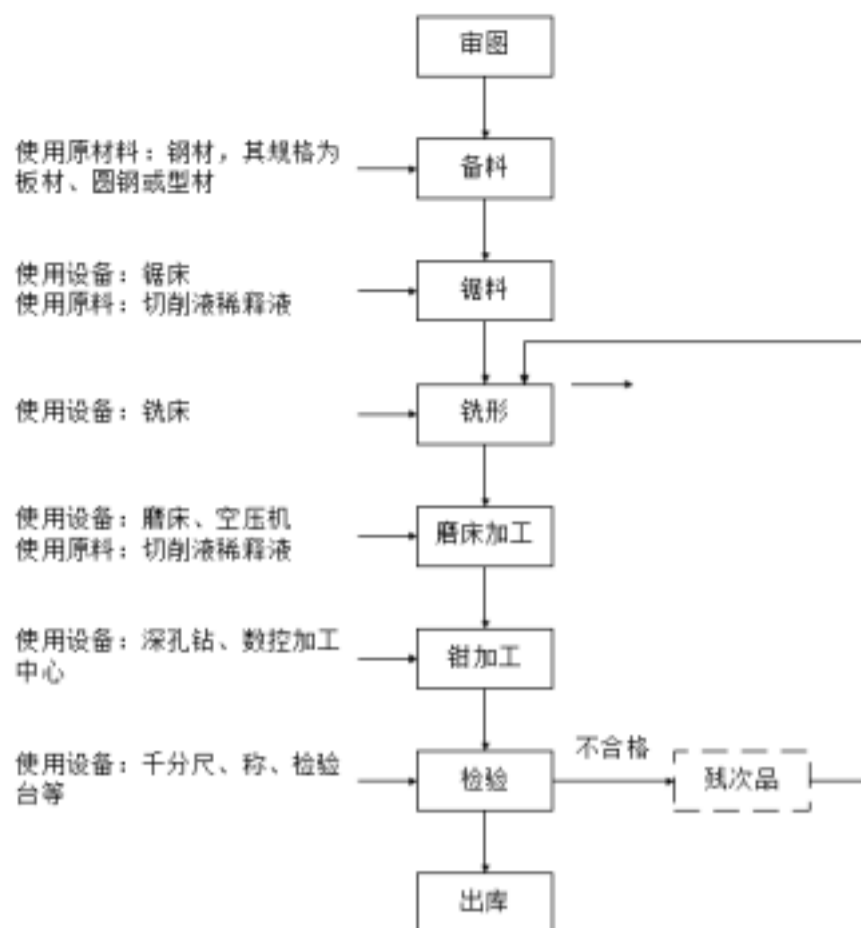 审图
使用原材料：钢材，其规格为
板材、圆钢或型材
备料
使用设备：锯床
使用原料：切削液稀释液
锯料
使用设备：铣床
铣形
使用设备：磨床、空压机
使用原料：切削液稀释液
磨床加工
使用设备：深孔钻、数控加工
中心
钳加工
使用设备：千分尺、称、检验
台等
检验
不合格
残次品
出库